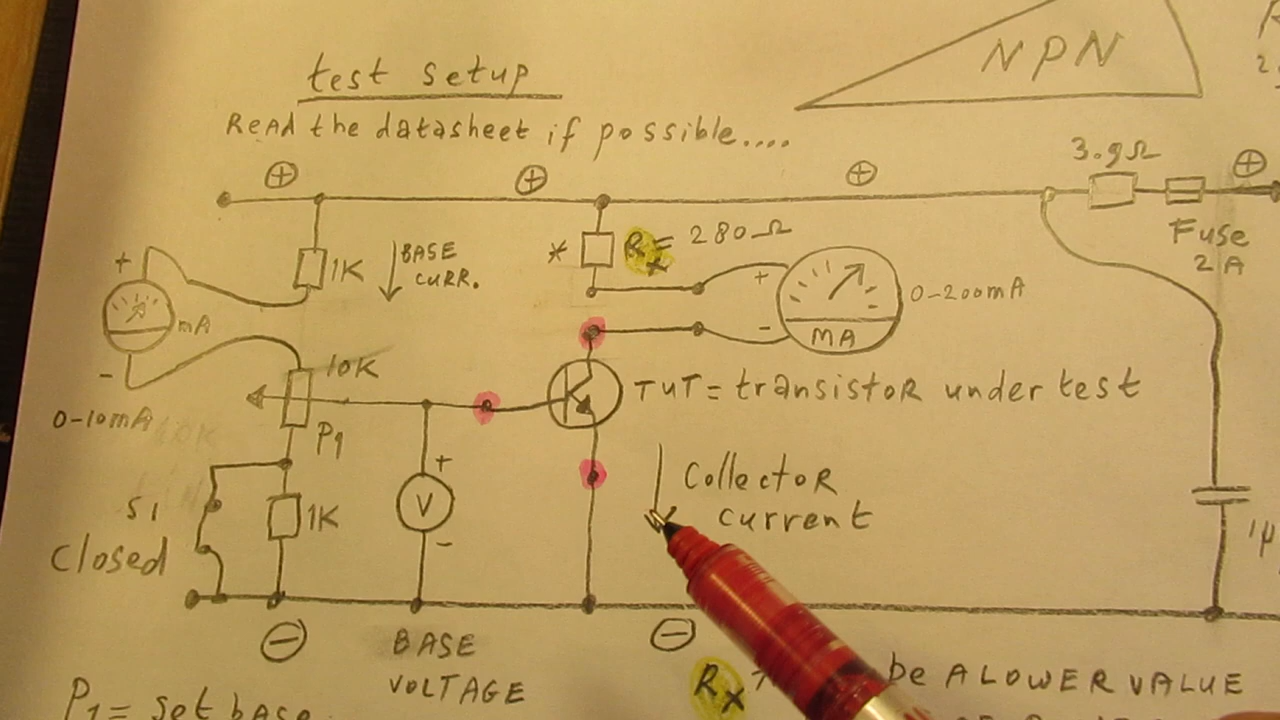 test setup
NPN
READ the datasheet if possible....
3.9Ω
+ + + +
Fuse
2 A
* Rx = 280Ω
1K
BASE
CURR.
+
mA
-
0-10mA
+
-
MA
0-200mA
10K
P1
TUT = transistor under test
S1
closed
1K
+
V
-
Collector
current
1µ
- -
BASE
VOLTAGE
P1 = set base
Rx
be A LOWER VALUE